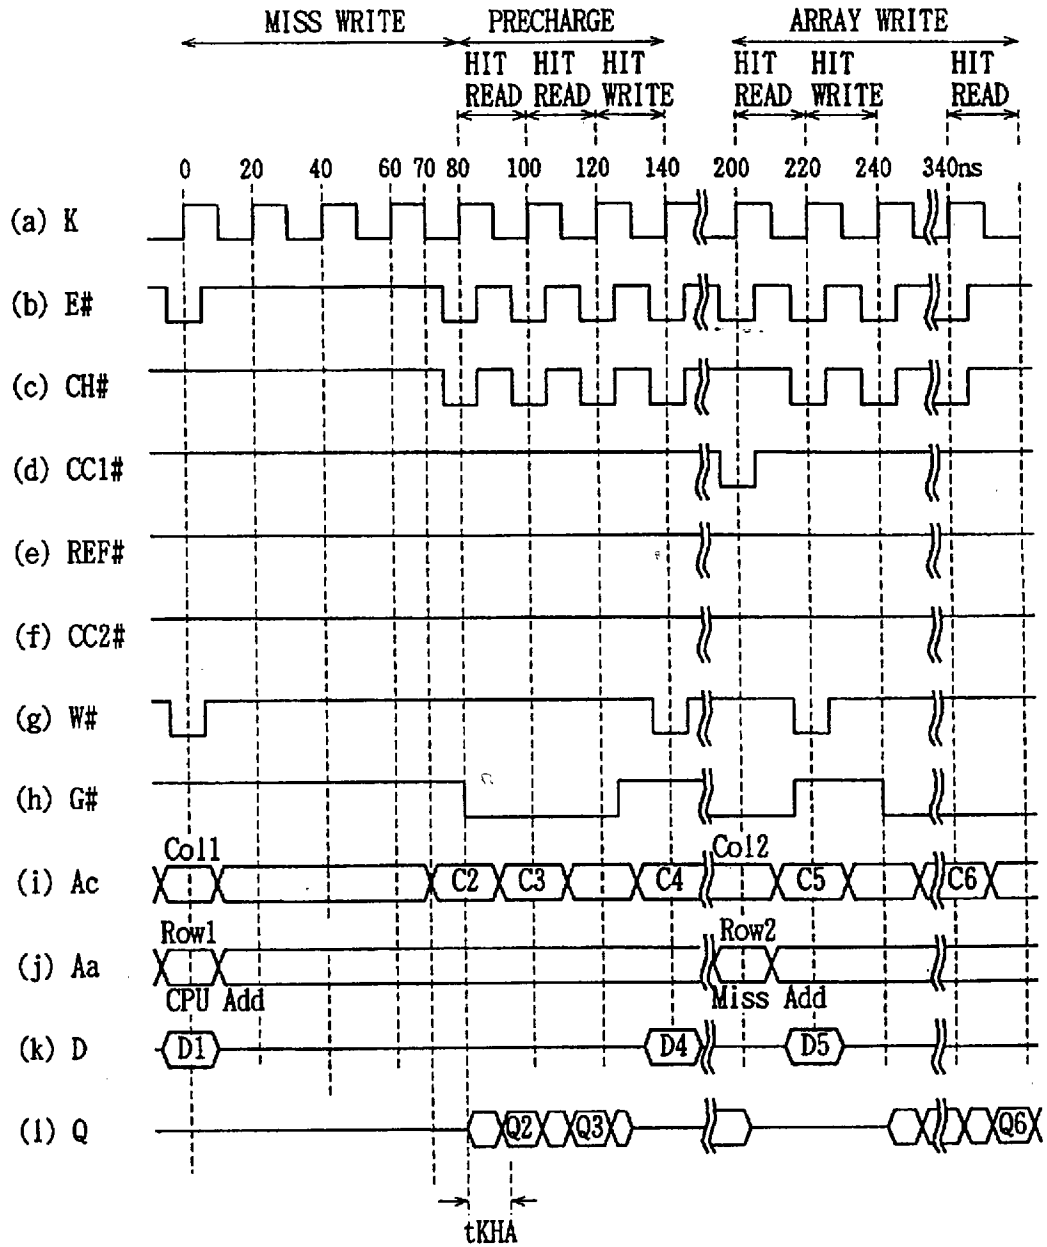 MISS WRITE PRECHARGE ARRAY WRITE
HIT HIT HIT HIT HIT HIT
READ READ WRITE READ WRITE READ
0 20 40 60 70 80 100 120 140 200 220 240 340ns
(a) K
(b) E#
(c) CH#
(d) CC1#
(e) REF#
(f) CC2#
(g) W#
(h) G#
Col1 Col2
(i) Ac C2 C3 C4 C5 C6
Row1 Row2
(j) Aa
CPU Add Miss Add
(k) D D1 D4 D5
(l) Q Q2 Q3 Q6
tKHA